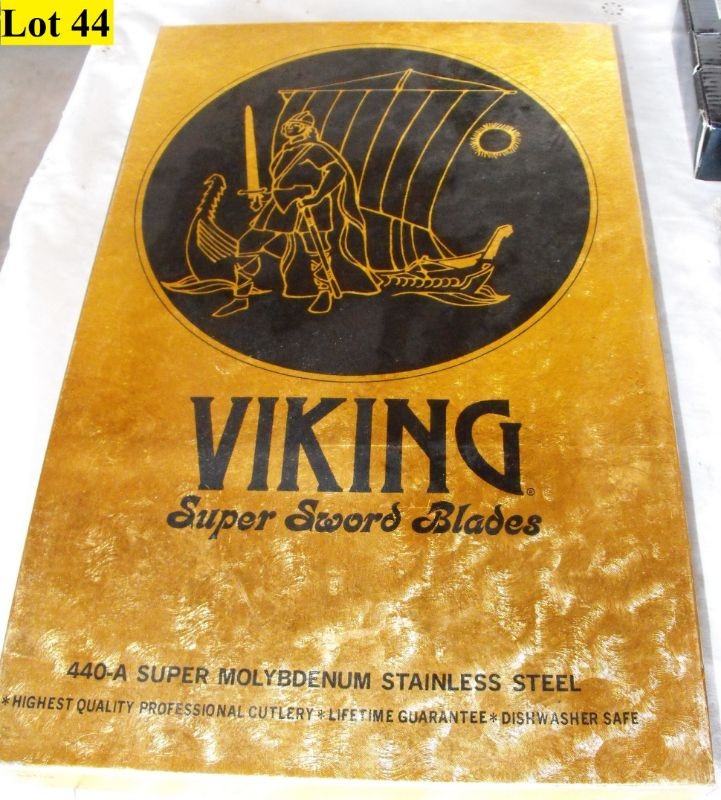 Lot 44
VIKING®
Super Sword Blades
440-A SUPER MOLYBDENUM STAINLESS STEEL
*HIGHEST QUALITY PROFESSIONAL CUTLERY*LIFETIME GUARANTEE*DISHWASHER SAFE